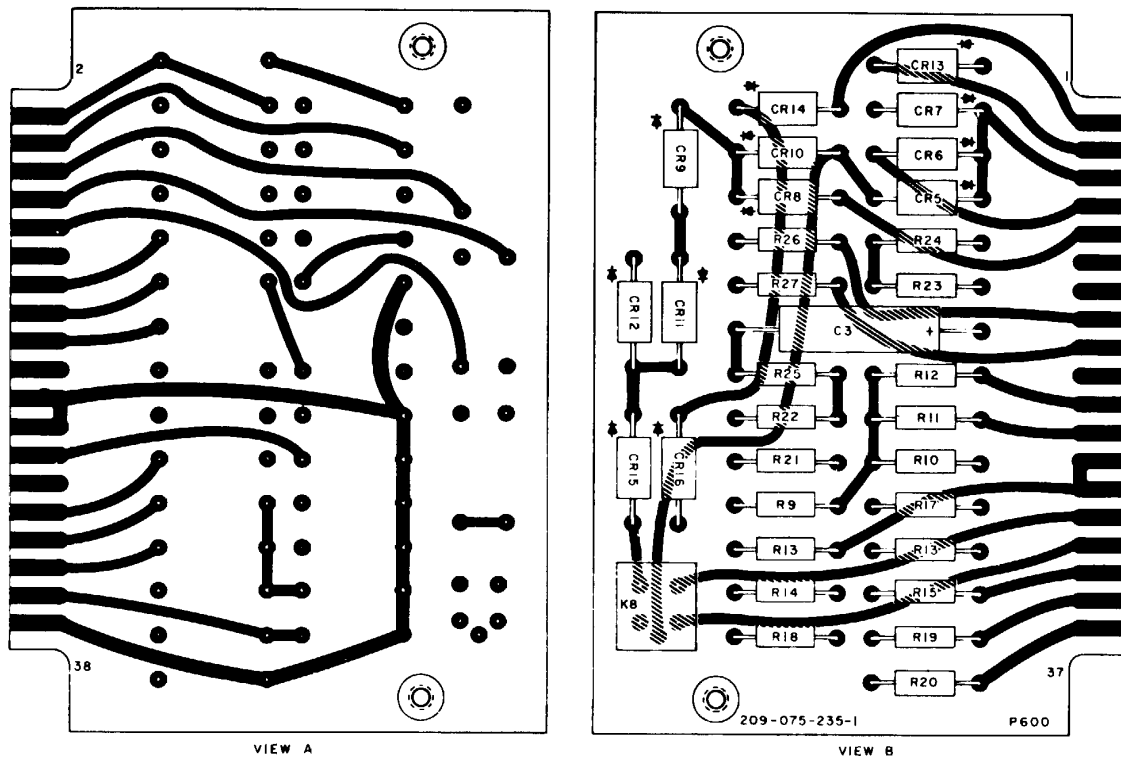 2
38
VIEW A
1
CR13
CR14
CR7
CR9
CR10
CR6
CR8
CR5
R26
R24
R27
R23
CR12
CR11
C3
+
R25
R12
R22
R11
CR15
CR16
R21
R10
R9
R17
R13
R13
K8
R14
R15
R18
R19
37
R20
209-075-235-1
P600
VIEW B